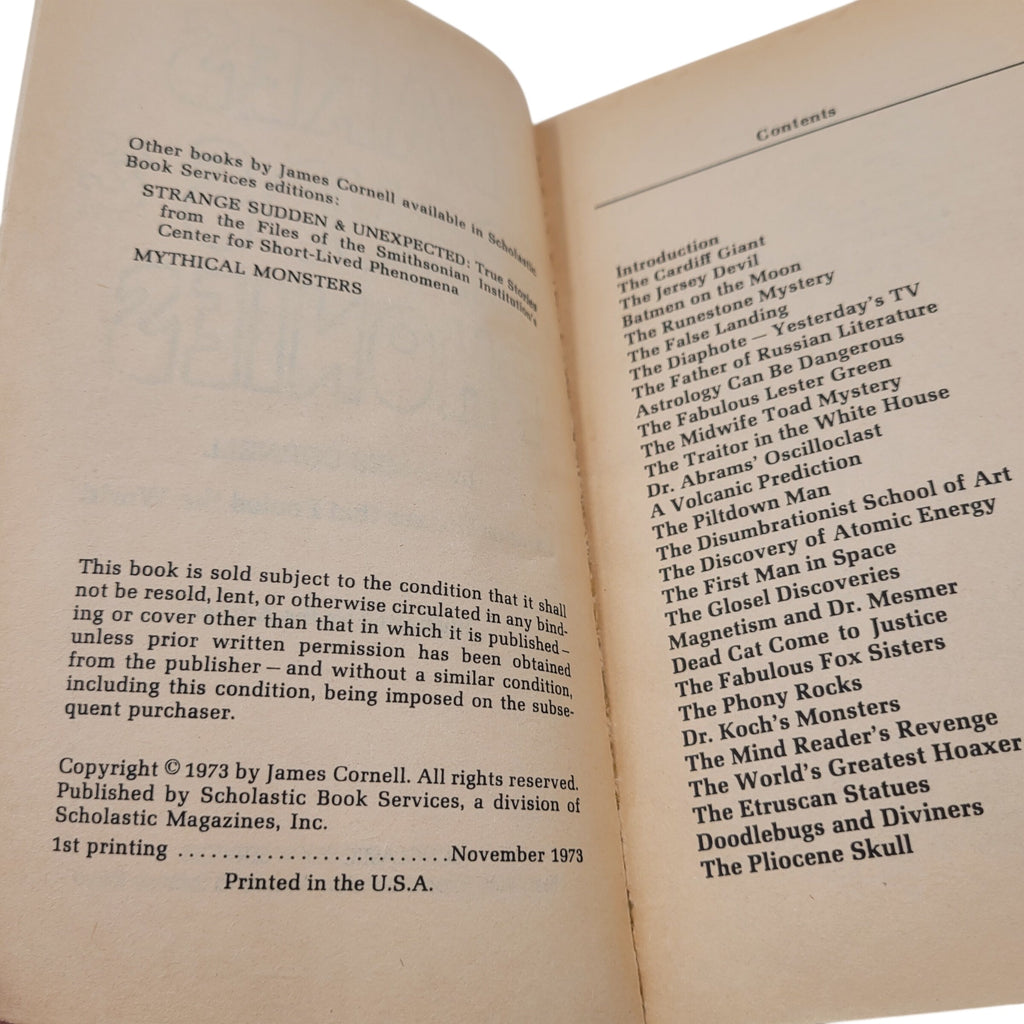 Other books by James Cornell available in Scholastic
Book Services editions:
STRANGE SUDDEN & UNEXPECTED: True Stories
from the Files of the Smithsonian Institution's
Center for Short-Lived Phenomena
MYTHICAL MONSTERS
This book is sold subject to the condition that it shall
not be resold, lent, or otherwise circulated in any bind-
ing or cover other than that in which it is published—
unless prior written permission has been obtained
from the publisher—and without a similar condition,
including this condition, being imposed on the subse-
quent purchaser.
Copyright © 1973 by James Cornell. All rights reserved.
Published by Scholastic Book Services, a division of
Scholastic Magazines, Inc.
1st printing ........................November 1973
Printed in the U.S.A.
Contents
Introduction
The Cardiff Giant
The Jersey Devil
Batmen on the Moon
The Runestone Mystery
The False Landing
The Diaphote — Yesterday's TV
The Father of Russian Literature
Astrology Can Be Dangerous
The Fabulous Lester Green
The Midwife Toad Mystery
The Traitor in the White House
Dr. Abrams' Oscilloclast
A Volcanic Prediction
The Piltdown Man
The Disumbrationist School of Art
The Discovery of Atomic Energy
The First Man in Space
The Glosel Discoveries
Magnetism and Dr. Mesmer
Dead Cat Come to Justice
The Fabulous Fox Sisters
The Phony Rocks
Dr. Koch's Monsters
The Mind Reader's Revenge
The World's Greatest Hoaxer
The Etruscan Statues
Doodlebugs and Diviners
The Pliocene Skull